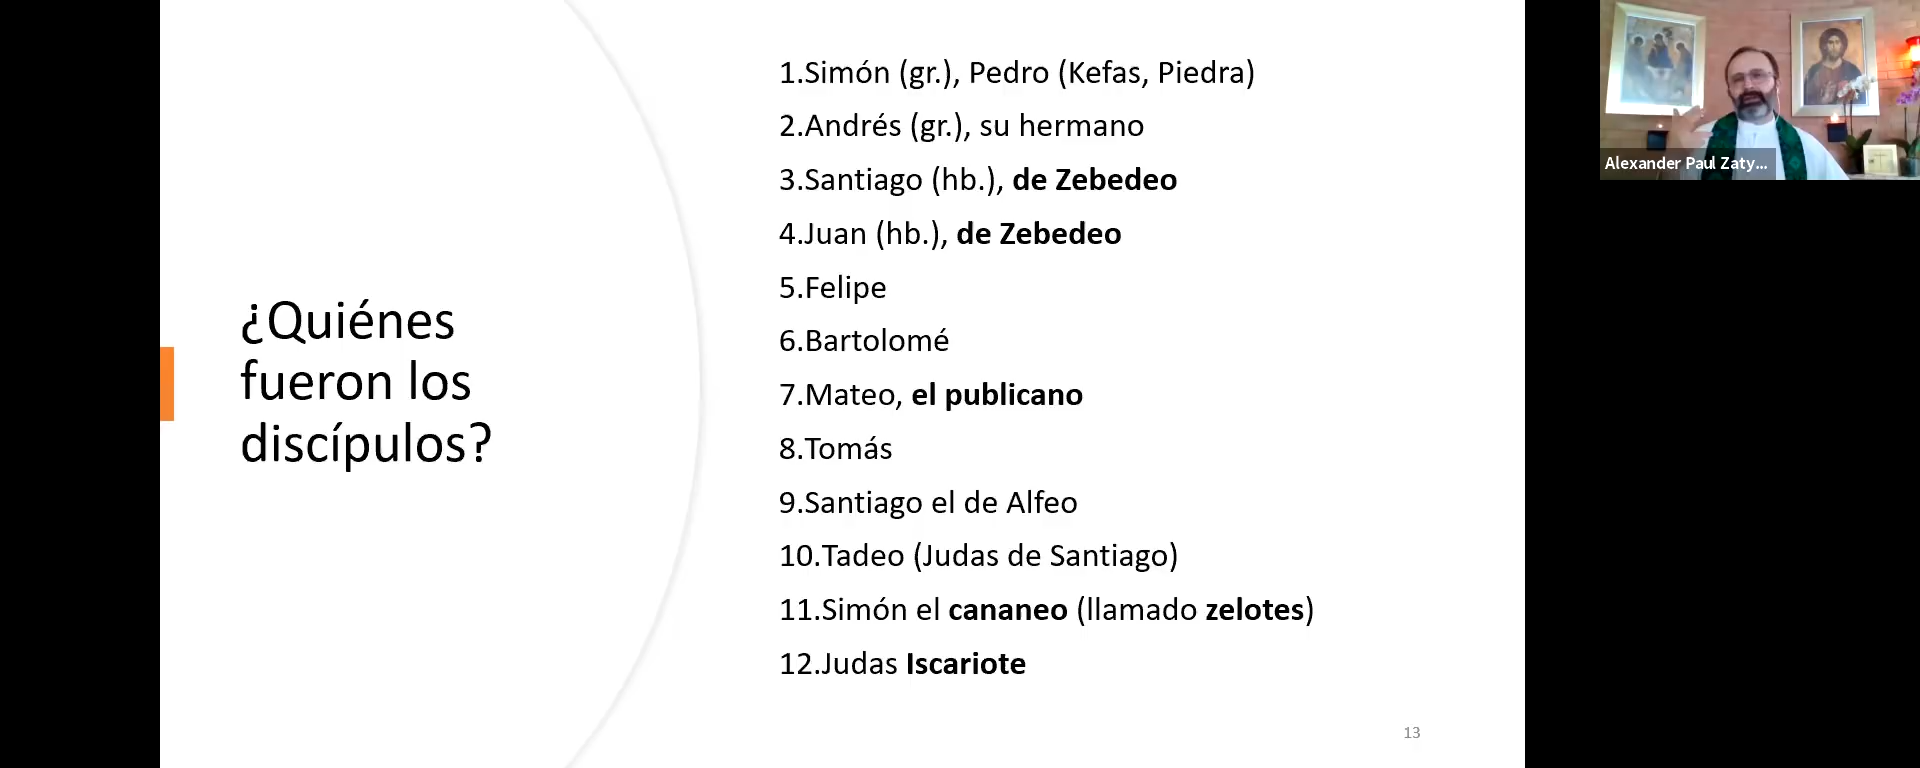 ¿Quiénes
fueron los
discípulos?
1.Simón (gr.), Pedro (Kefas, Piedra)
2.Andrés (gr.), su hermano
3.Santiago (hb.), de Zebedeo
4.Juan (hb.), de Zebedeo
5.Felipe
6.Bartolomé
7.Mateo, el publicano
8.Tomás
9.Santiago el de Alfeo
10.Tadeo (Judas de Santiago)
11.Simón el cananeo (llamado zelotes)
12.Judas Iscariote
13
Alexander Paul Zaty...